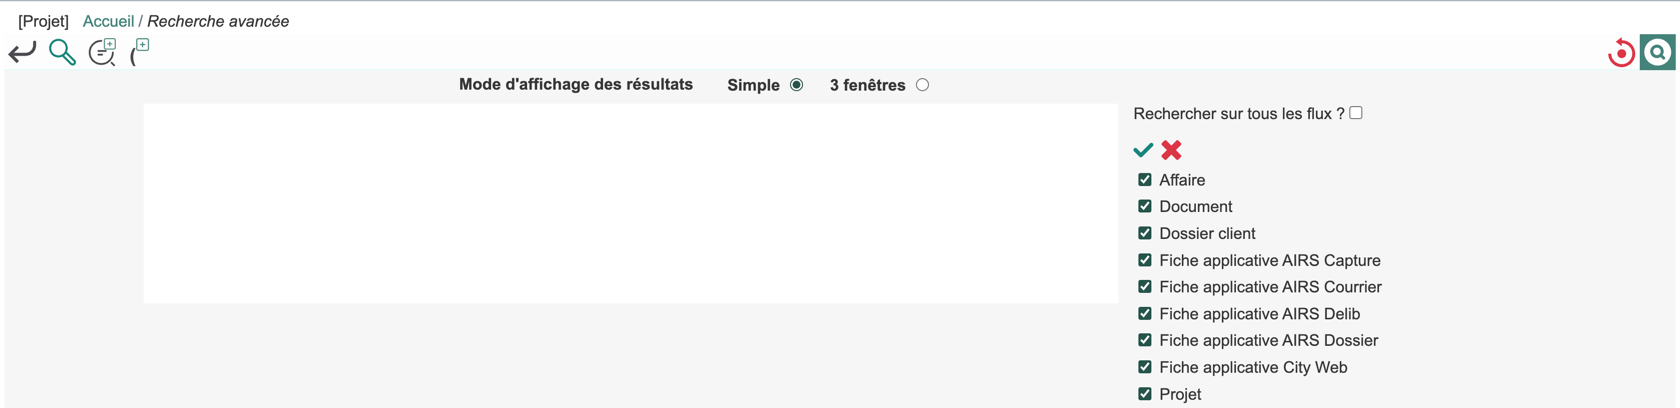 [Projet] Accueil / Recherche avancée
Mode d'affichage des résultats Simple 3 fenêtres
Rechercher sur tous les flux ?
Affaire
Document
Dossier client
Fiche applicative AIRS Capture
Fiche applicative AIRS Courrier
Fiche applicative AIRS Delib
Fiche applicative AIRS Dossier
Fiche applicative City Web
Projet